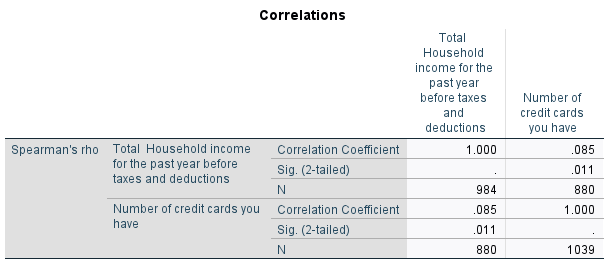 Correlations
Total
Household
income for the
past year
before taxes
and
deductions
Number of
credit cards
you have
Spearman's rho Total Household income for the past year before taxes and deductions Correlation Coefficient 1.000 .085
Sig. (2-tailed) . .011
N 984 880
Number of credit cards you have Correlation Coefficient .085 1.000
Sig. (2-tailed) .011 .
N 880 1039